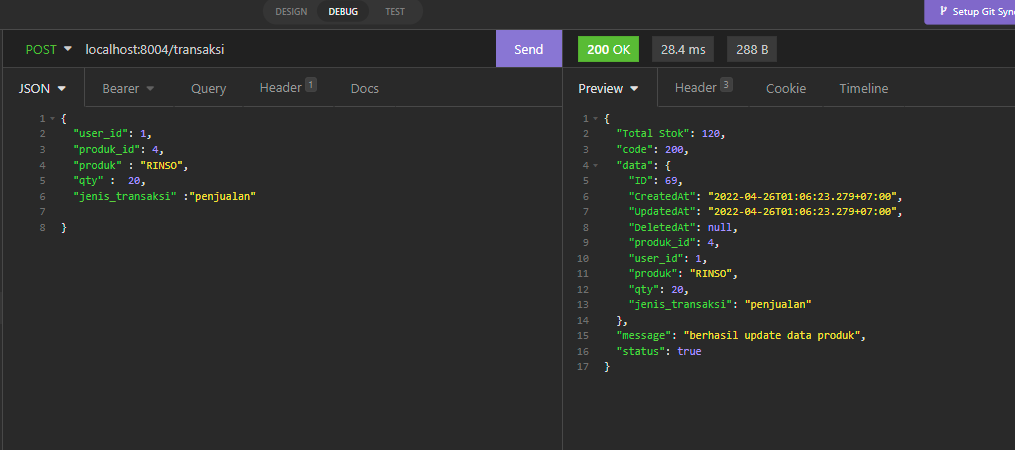 DESIGN DEBUG TEST
Setup Git Sync
POST localhost:8004/transaksi Send
200 OK 28.4 ms 288 B
JSON Bearer Query Header 1 Docs
Preview Header 3 Cookie Timeline
1 {
2 "user_id": 1,
3 "produk_id": 4,
4 "produk" : "RINSO",
5 "qty" :  20,
6 "jenis_transaksi" :"penjualan"
7
8 }
1 {
2 "Total Stok": 120,
3 "code": 200,
4 "data": {
5 "ID": 69,
6 "CreatedAt": "2022-04-26T01:06:23.279+07:00",
7 "UpdatedAt": "2022-04-26T01:06:23.279+07:00",
8 "DeletedAt": null,
9 "produk_id": 4,
10 "user_id": 1,
11 "produk": "RINSO",
12 "qty": 20,
13 "jenis_transaksi": "penjualan"
14 },
15 "message": "berhasil update data produk",
16 "status": true
17 }